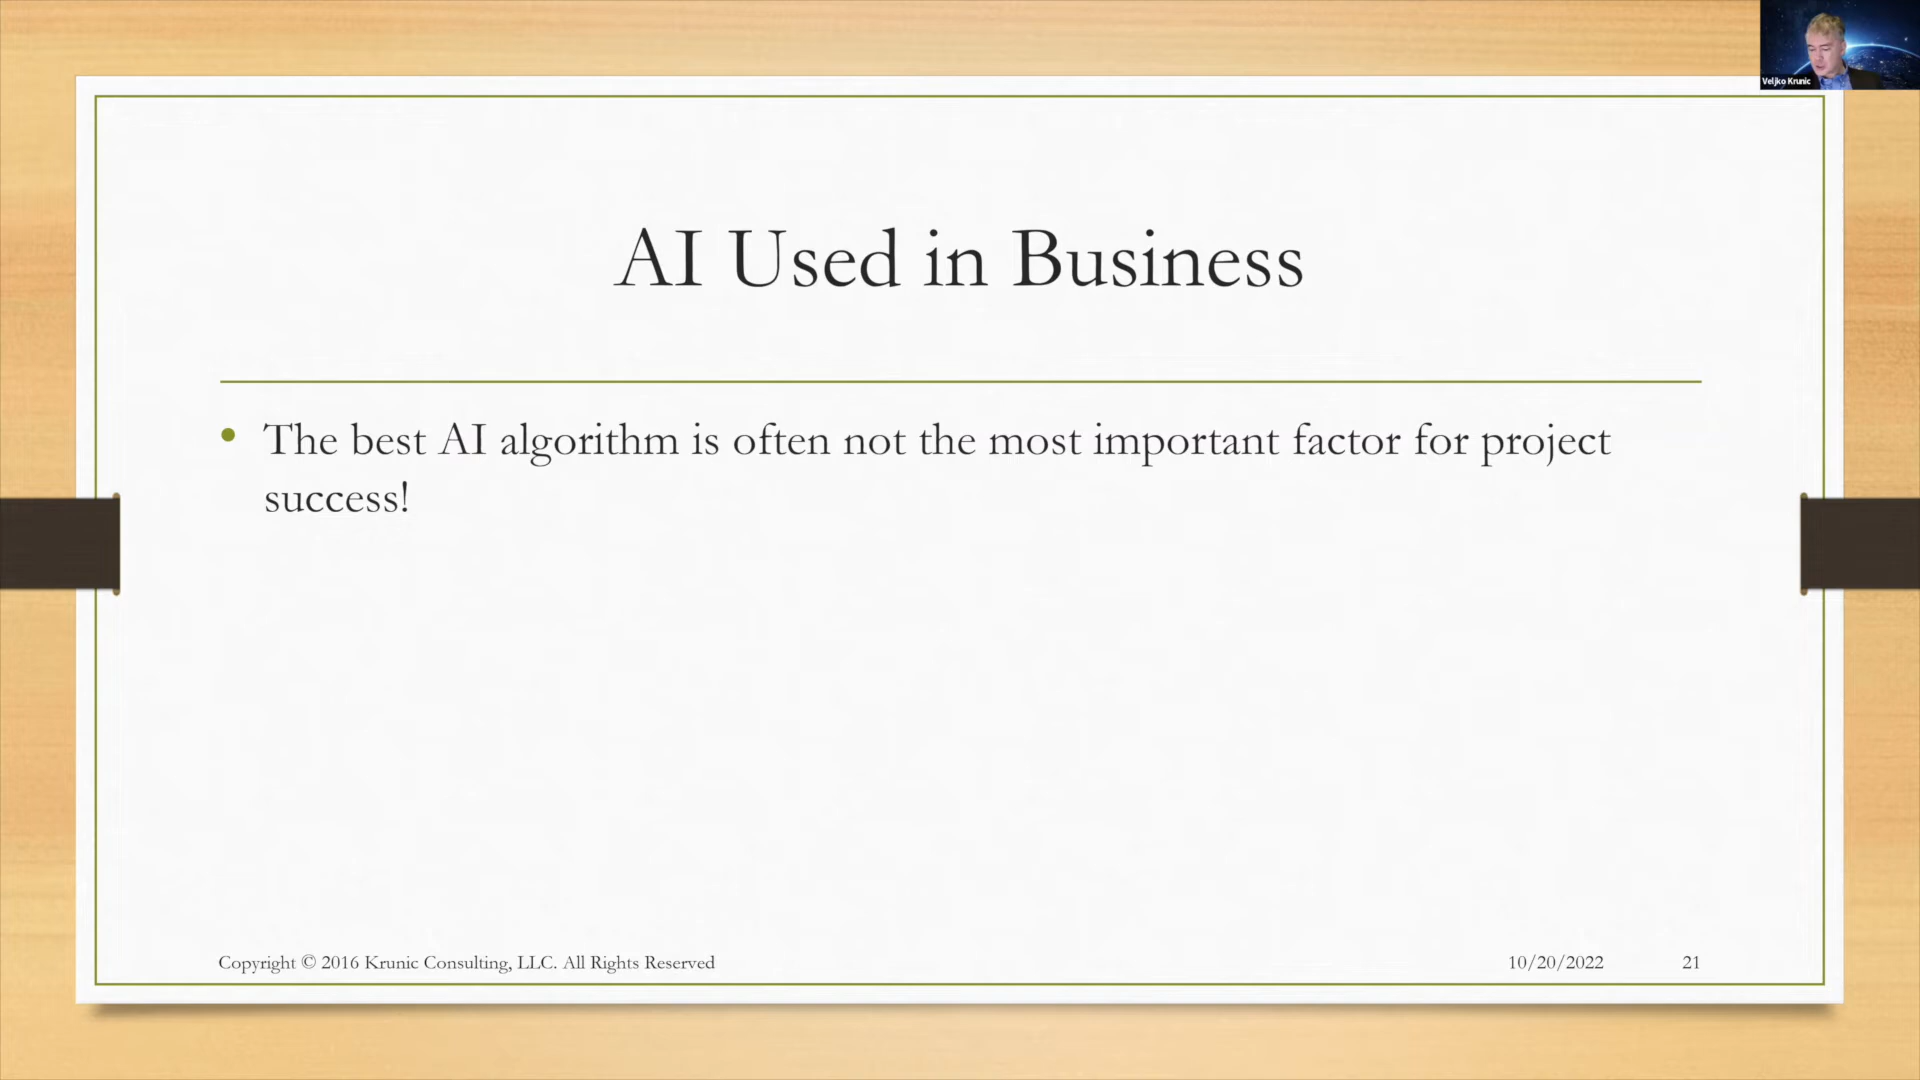 Veljko Krunic
AI Used in Business
• The best AI algorithm is often not the most important factor for project
success!
Copyright © 2016 Krunic Consulting, LLC. All Rights Reserved
10/20/2022
21